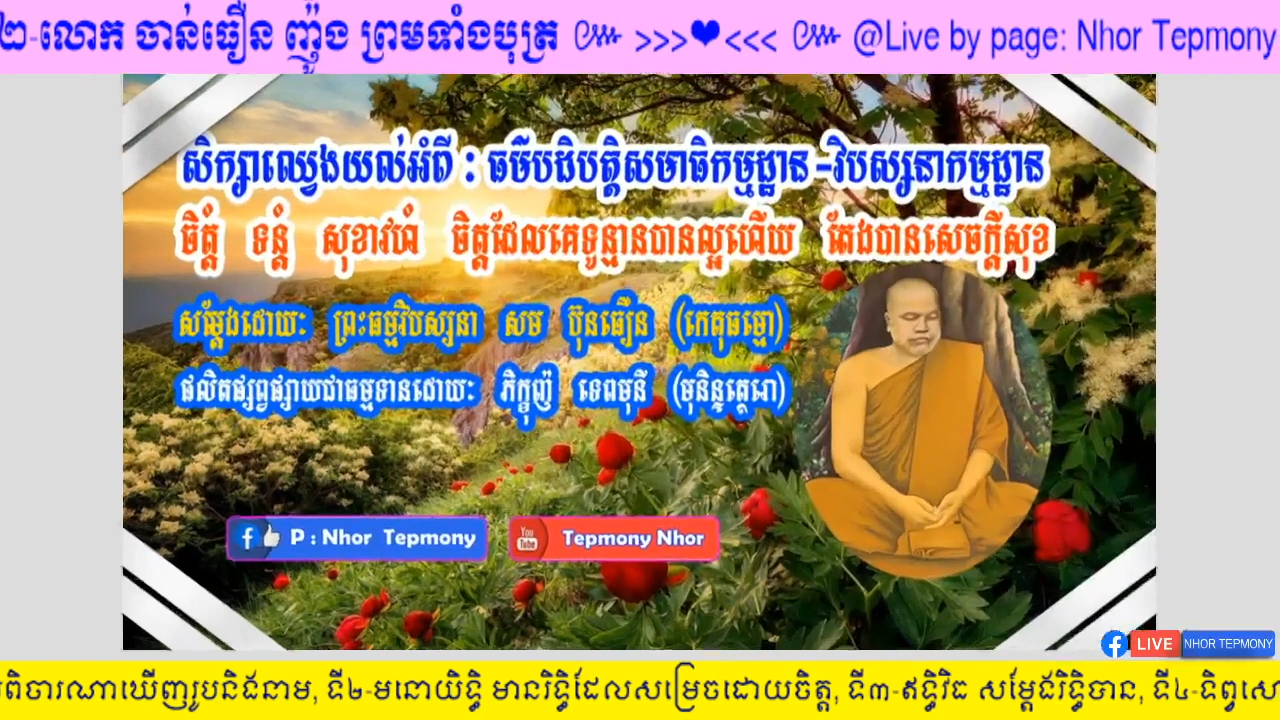 ២-លោក ចាន់ធឿន ញ៉ូង ព្រមទាំងបុត្រ ៚ >>>❤<<< ៚ @Live by page: Nhor Tepmony
សិក្សាឈ្វេងយល់អំពី : ធម៌បដិបត្តិសមាធិកម្មដ្ឋាន -វិបស្សនាកម្មដ្ឋាន
ចិត្តំ ទន្តំ សុខាវហំ ចិត្តដែលគេទូន្មានបានល្អហើយ តែងបានសេចក្តីសុខ
សម្តែងដោយៈ ព្រះធម្មវិបស្សនា សម ប៊ុនធឿន (កេតុធម្មោ)
ផលិតផ្សព្វផ្សាយជាធម្មទានដោយៈ ភិក្ខុញ៉ ទេពមុនី (មុនិន្ទត្ថេរោ)
P : Nhor Tepmony
You Tube Tepmony Nhor
LIVE NHOR TEPMONY
ពិចារណាឃើញរូបនិងនាម, ទី២-មនោយិទ្ធិ មានរិទ្ធិដែលសម្រេចដោយចិត្ត, ទី៣-ឥទ្ធិវិធ សម្តែងរិទ្ធិបាន, ទី៤-ទិព្វសោ